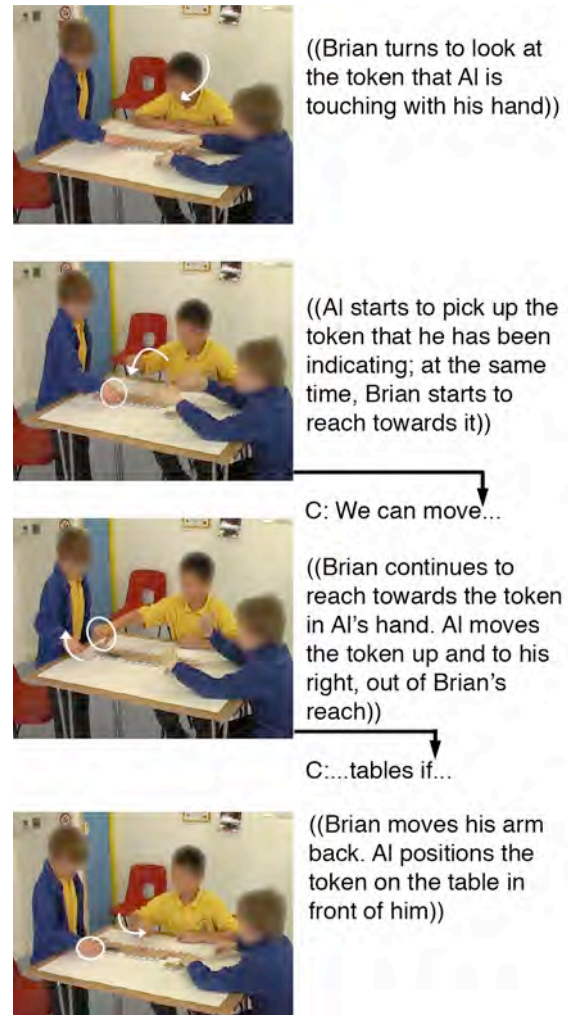 ((Brian turns to look at
the token that Al is
touching with his hand))
((Al starts to pick up the
token that he has been
indicating; at the same
time, Brian starts to
reach towards it))
C: We can move...
((Brian continues to
reach towards the token
in Al's hand. Al moves
the token up and to his
right, out of Brian's
reach))
C:...tables if...
((Brian moves his arm
back. Al positions the
token on the table in
front of him))